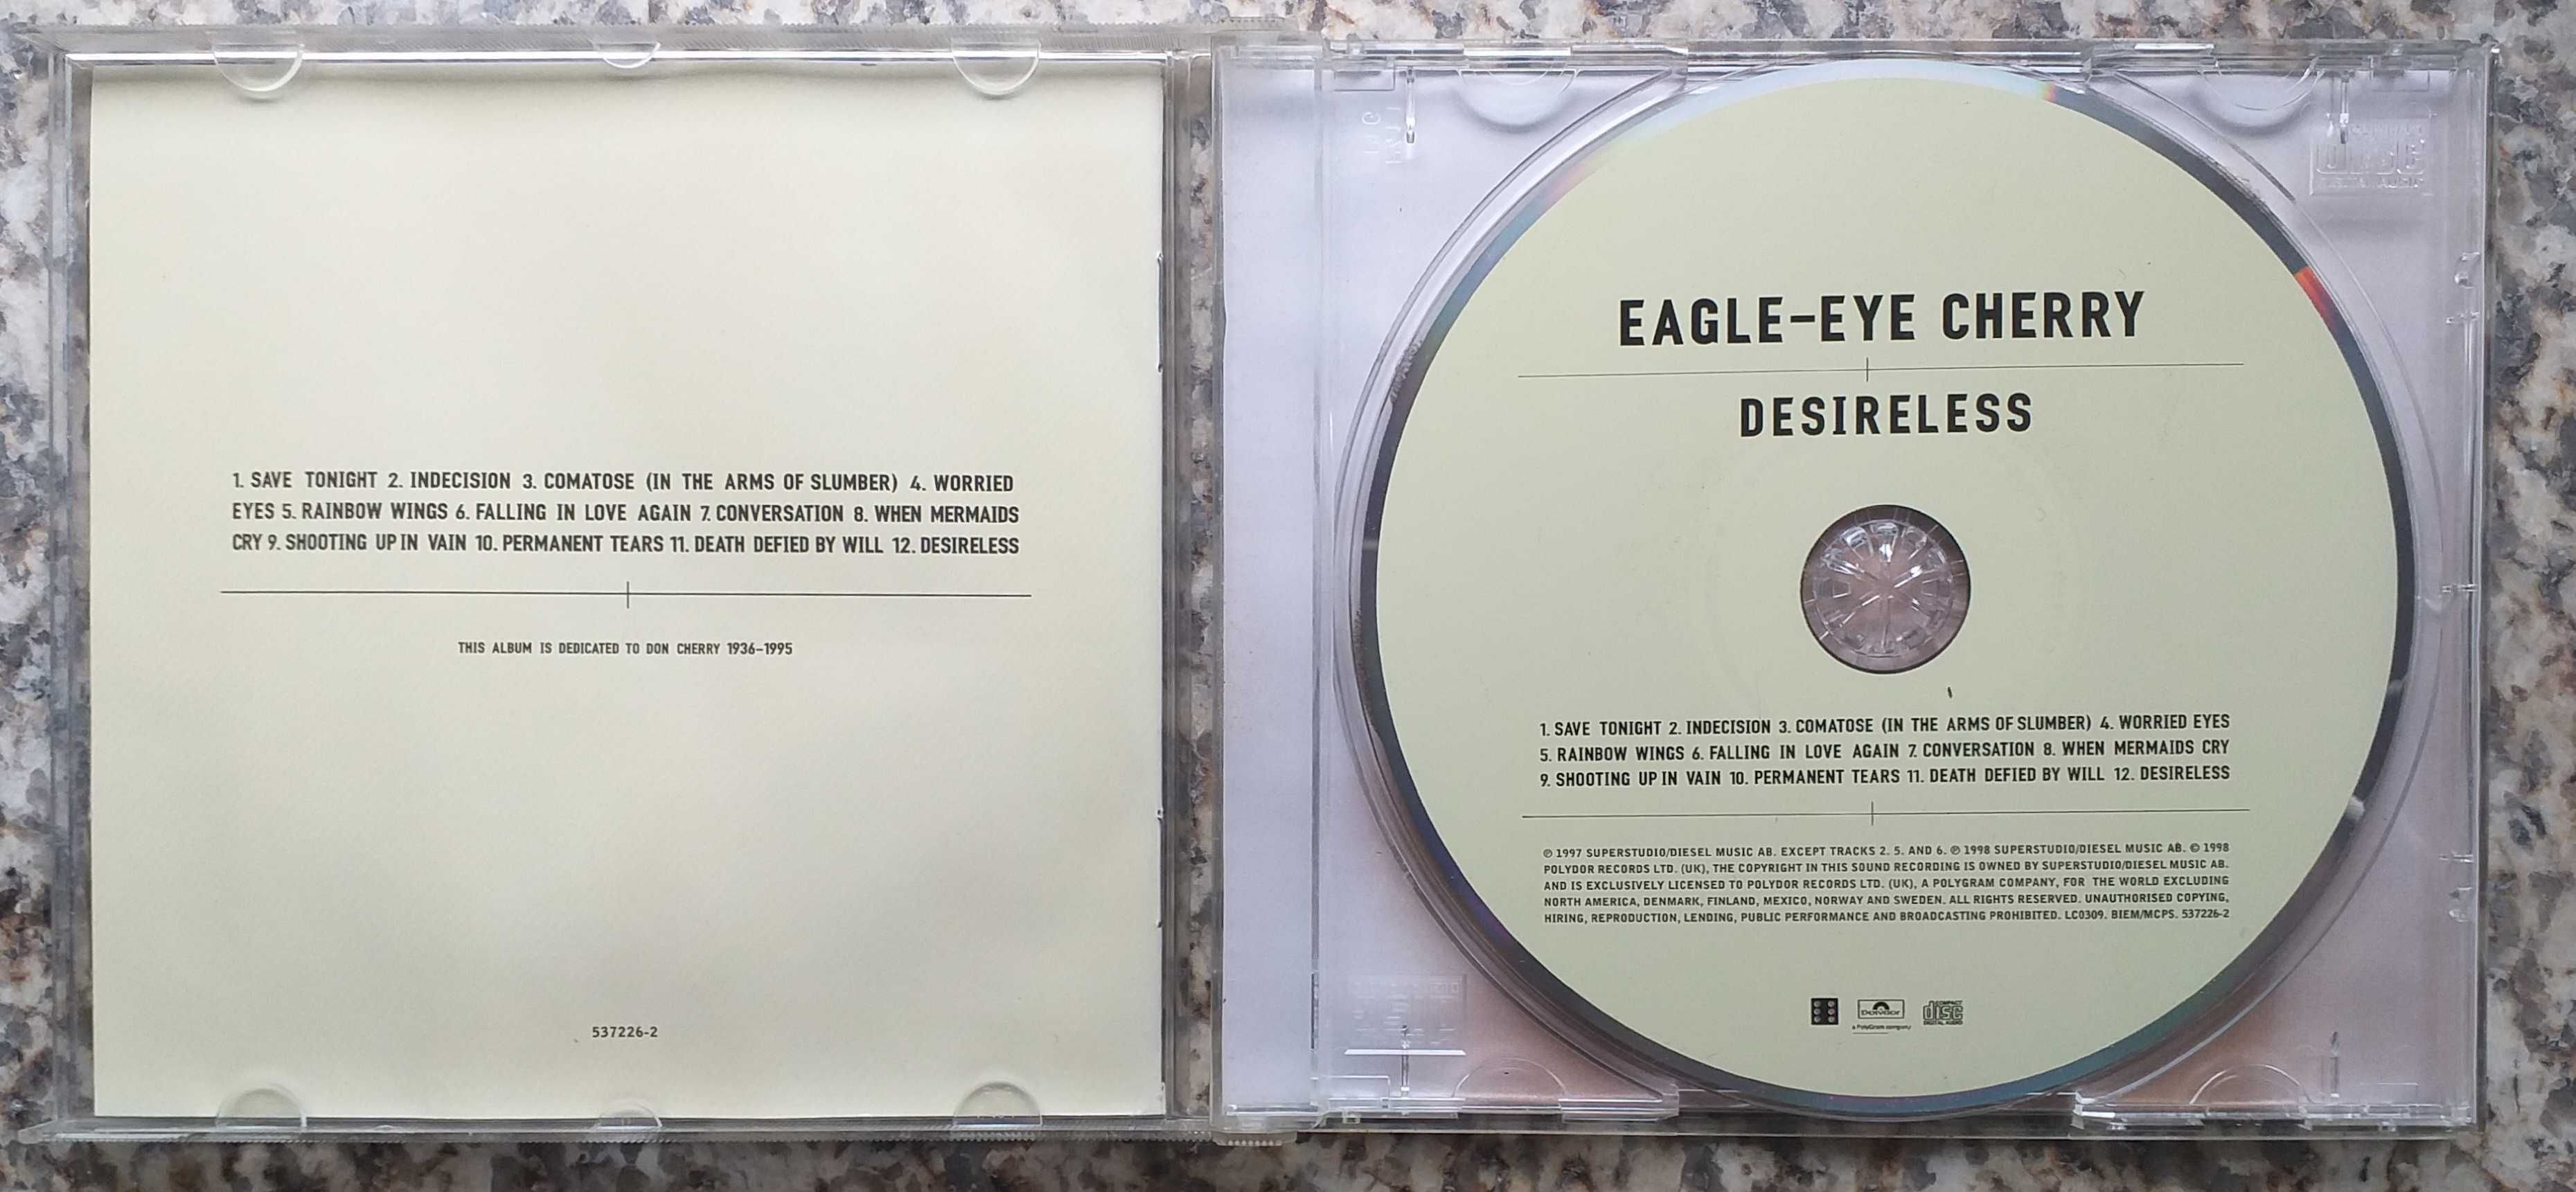 1. SAVE TONIGHT 2. INDECISION 3. COMATOSE (IN THE ARMS OF SLUMBER) 4. WORRIED
EYES 5. RAINBOW WINGS 6. FALLING IN LOVE AGAIN 7. CONVERSATION 8. WHEN MERMAIDS
CRY 9. SHOOTING UP IN VAIN 10. PERMANENT TEARS 11. DEATH DEFIED BY WILL 12. DESIRELESS
THIS ALBUM IS DEDICATED TO DON CHERRY 1936–1995
537226-2
EAGLE-EYE CHERRY
DESIRELESS
1. SAVE TONIGHT 2. INDECISION 3. COMATOSE (IN THE ARMS OF SLUMBER) 4. WORRIED EYES
5. RAINBOW WINGS 6. FALLING IN LOVE AGAIN 7. CONVERSATION 8. WHEN MERMAIDS CRY
9. SHOOTING UP IN VAIN 10. PERMANENT TEARS 11. DEATH DEFIED BY WILL 12. DESIRELESS
℗ 1997 SUPERSTUDIO/DIESEL MUSIC AB. EXCEPT TRACKS 2. 5. AND 6. ℗ 1998 SUPERSTUDIO/DIESEL MUSIC AB. © 1998
POLYDOR RECORDS LTD. (UK), THE COPYRIGHT IN THIS SOUND RECORDING IS OWNED BY SUPERSTUDIO/DIESEL MUSIC AB.
AND IS EXCLUSIVELY LICENSED TO POLYDOR RECORDS LTD. (UK), A POLYGRAM COMPANY, FOR THE WORLD EXCLUDING
NORTH AMERICA, DENMARK, FINLAND, MEXICO, NORWAY AND SWEDEN. ALL RIGHTS RESERVED. UNAUTHORISED COPYING,
HIRING, REPRODUCTION, LENDING, PUBLIC PERFORMANCE AND BROADCASTING PROHIBITED. LC0309. BIEM/MCPS. 537226-2
Polydor
a PolyGram company
COMPACT
disc
DIGITAL AUDIO